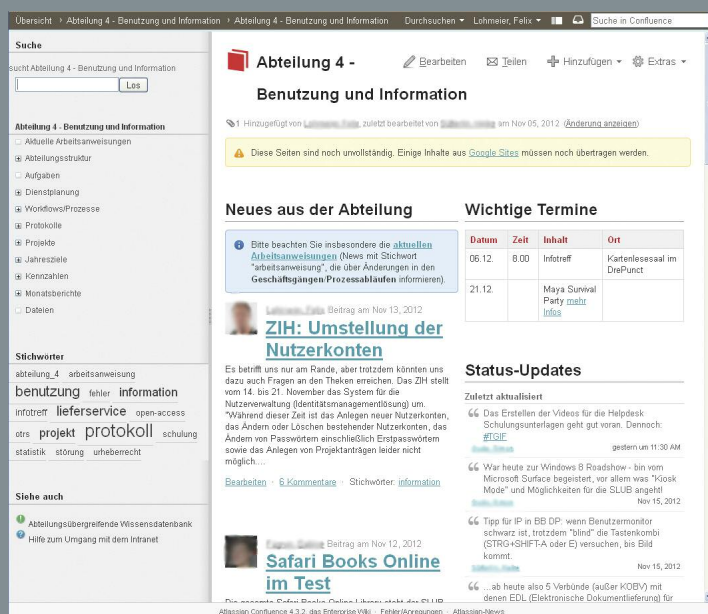 Übersicht › Abteilung 4 - Benutzung und Information › Abteilung 4 - Benutzung und Information Durchsuchen Lohmeier, Felix Suche in Confluence
Suche
sucht Abteilung 4 - Benutzung und Information
Los
Abteilung 4 - Benutzung und Information
Aktuelle Arbeitsanweisungen
Abteilungsstruktur
Aufgaben
Dienstplanung
Workflows/Prozesse
Protokolle
Projekte
Jahresziele
Kennzahlen
Monatsberichte
Dateien
Stichwörter
abteilung_4 arbeitsanweisung
benutzung fehler information
infotreff lieferservice open-access
otrs projekt protokoll schulung
statistik störung urheberrecht
Siehe auch
Abteilungsübergreifende Wissensdatenbank
Hilfe zum Umgang mit dem Intranet
Abteilung 4 -
Benutzung und Information
Bearbeiten Teilen Hinzufügen Extras
1 Hinzugefügt von zuletzt bearbeitet von am Nov 05, 2012 (Änderung anzeigen)
Diese Seiten sind noch unvollständig. Einige Inhalte aus Google Sites müssen noch übertragen werden.
Neues aus der Abteilung
Bitte beachten Sie insbesondere die aktuellen
Arbeitsanweisungen (News mit Stichwort
"arbeitsanweisung", die über Änderungen in den
Geschäftsgängen/Prozessabläufen informieren).
Beitrag am Nov 13, 2012
ZIH: Umstellung der
Nutzerkonten
Es betrifft uns nur am Rande, aber trotzdem könnten uns
dazu auch Fragen an den Theken erreichen. Das ZIH stellt
vom 14. bis 21. November das System für die
Nutzerverwaltung (Identitätsmanagementlösung) um.
"Während dieser Zeit ist das Anlegen neuer Nutzerkonten,
das Ändern oder Löschen bestehender Nutzerkonten, das
Ändern von Passwörtern einschließlich Erstpasswörtern
sowie das Anlegen von Projektanträgen leider nicht
möglich....
Bearbeiten · 6 Kommentare · Stichwörter: information
Beitrag am Nov 12, 2012
Safari Books Online
im Test
Die gesamte Safari Books Online Library steht der SLUB
Wichtige Termine
Datum Zeit Inhalt Ort
06.12. 8.00 Infotreff Kartenlesesaal im
DrePunct
21.12. Maya Survival
Party mehr
Infos
Status-Updates
Zuletzt aktualisiert
Das Erstellen der Videos für die Helpdesk
Schulungsunterlagen geht gut voran. Dennoch:
#TGIF
gestern um 11:30 AM
War heute zur Windows 8 Roadshow - bin vom
Microsoft Surface begeistert, vor allem was "Kiosk
Mode" und Möglichkeiten für die SLUB angeht!
Nov 15, 2012
Tipp für IP in BB DP: wenn Benutzermonitor
schwarz ist, trotzdem "blind" die Tastenkombi
(STRG+SHIFT-A oder E) versuchen, bis Bild
kommt.
Nov 15, 2012
...ab heute also 5 Verbünde (außer KOBV) mit
denen EDL (Elektronische Dokumentlieferung) für
Atlassian Confluence 4.3.2, das Enterprise Wiki · Fehler/Anregungen · Atlassian-News